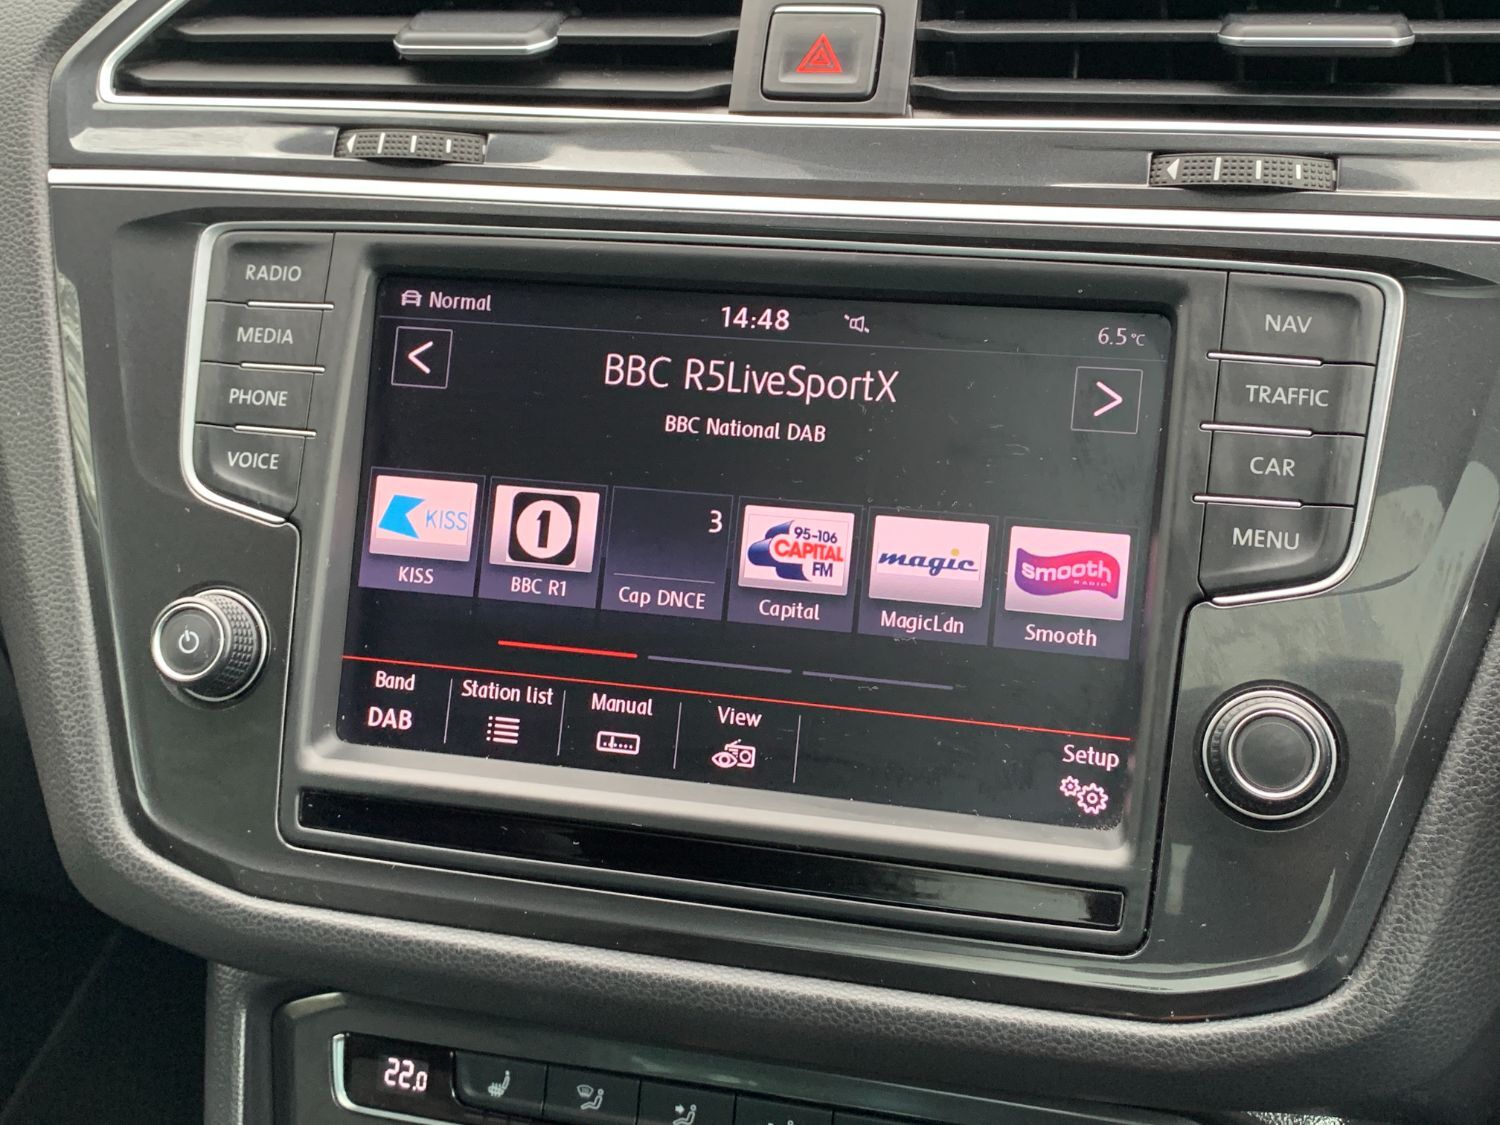 RADIO
MEDIA
PHONE
VOICE
Normal
14:48
6.5°C
<
BBC R5LiveSportX
>
BBC National DAB
KISS
KISS
1
BBC R1
3
Cap DNCE
95-106
CAPITAL
FM
Capital
magic
MagicLdn
smooth
RADIO
Smooth
Band
DAB
Station list
Manual
View
Setup
NAV
TRAFFIC
CAR
MENU
22.0